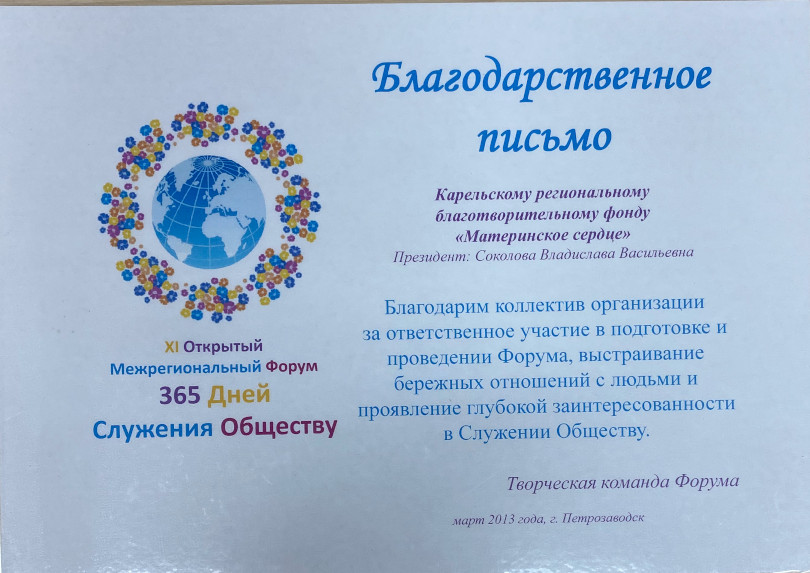 Благодарственное
письмо
Карельскому региональному
благотворительному фонду
«Материнское сердце»
Президент: Соколова Владислава Васильевна
Благодарим коллектив организации
за ответственное участие в подготовке и
проведении Форума, выстраивание
бережных отношений с людьми и
проявление глубокой заинтересованности
в Служении Обществу.
Творческая команда Форума
март 2013 года, г. Петрозаводск
XI Открытый
Межрегиональный Форум
365 Дней
Служения Обществу